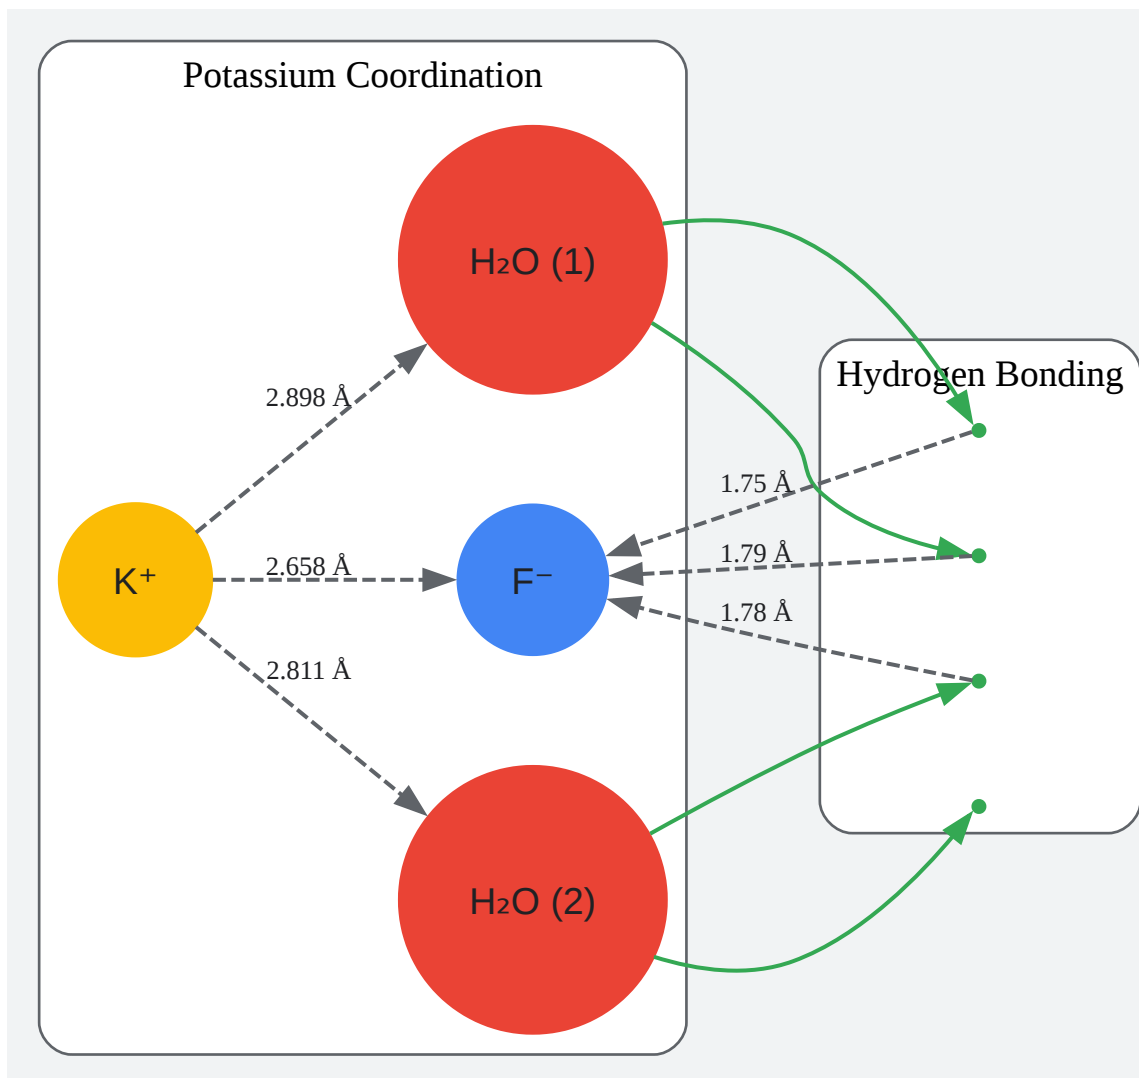 Potassium Coordination
H₂O (1)
Hydrogen Bonding
2.898 Å
1.75 Å
1.79 Å
2.658 Å
K⁺
F⁻
1.78 Å
2.811 Å
H₂O (2)